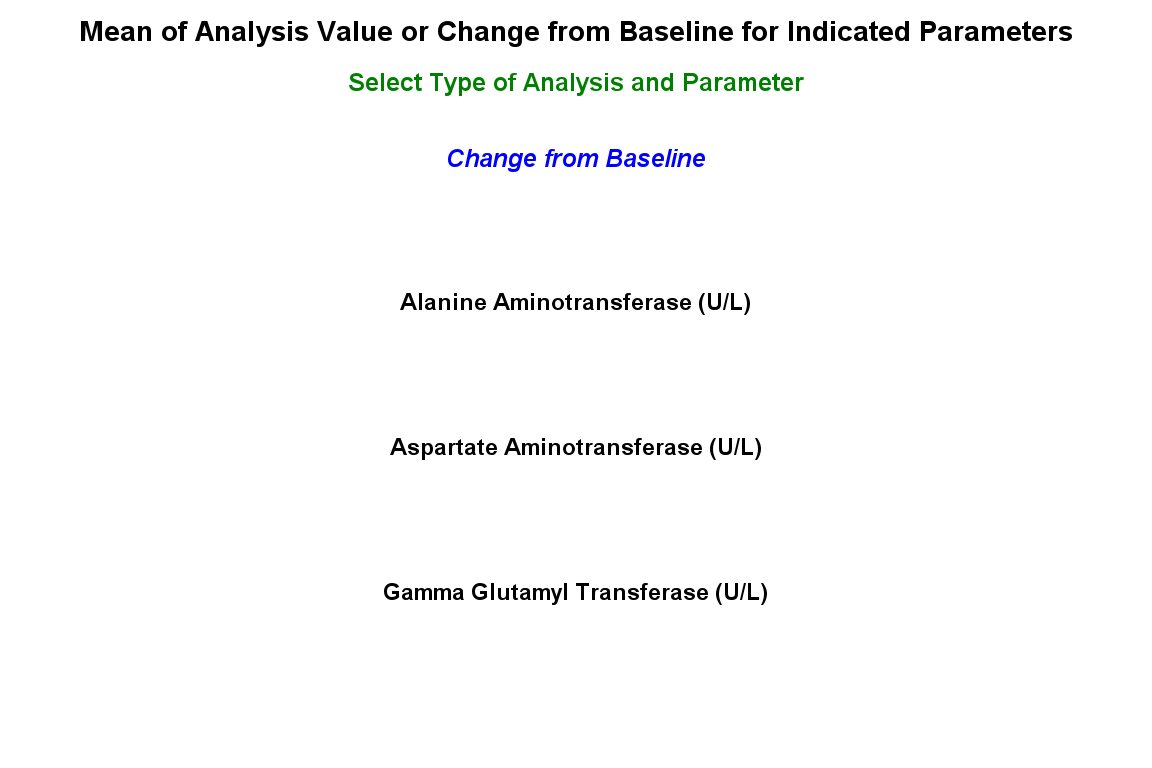 Mean of Analysis Value or Change from Baseline for Indicated Parameters
Select Type of Analysis and Parameter
Change from Baseline
Alanine Aminotransferase (U/L)
Aspartate Aminotransferase (U/L)
Gamma Glutamyl Transferase (U/L)